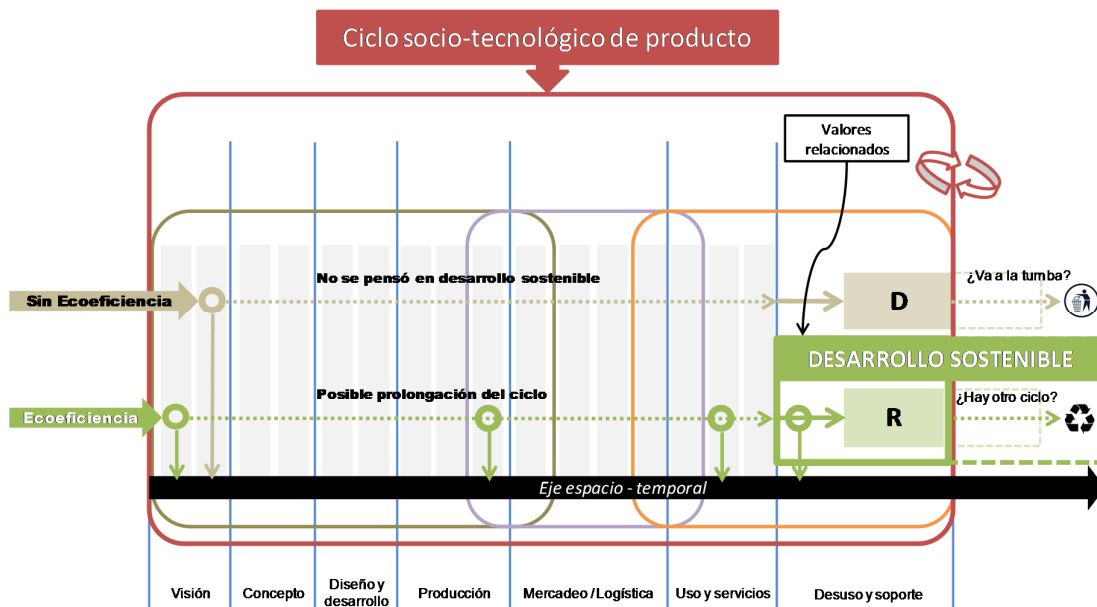 Ciclo socio-tecnológico de producto
Valores
relacionados
No se pensó en desarrollo sostenible
¿Va a la tumba?
Sin Ecoeficiencia
D
DESARROLLO SOSTENIBLE
Posible prolongación del ciclo
¿Hay otro ciclo?
Ecoeficiencia
R
Eje espacio - temporal
Visión
Concepto
Diseño y
desarrollo
Producción
Mercadeo / Logística
Uso y servicios
Desuso y soporte